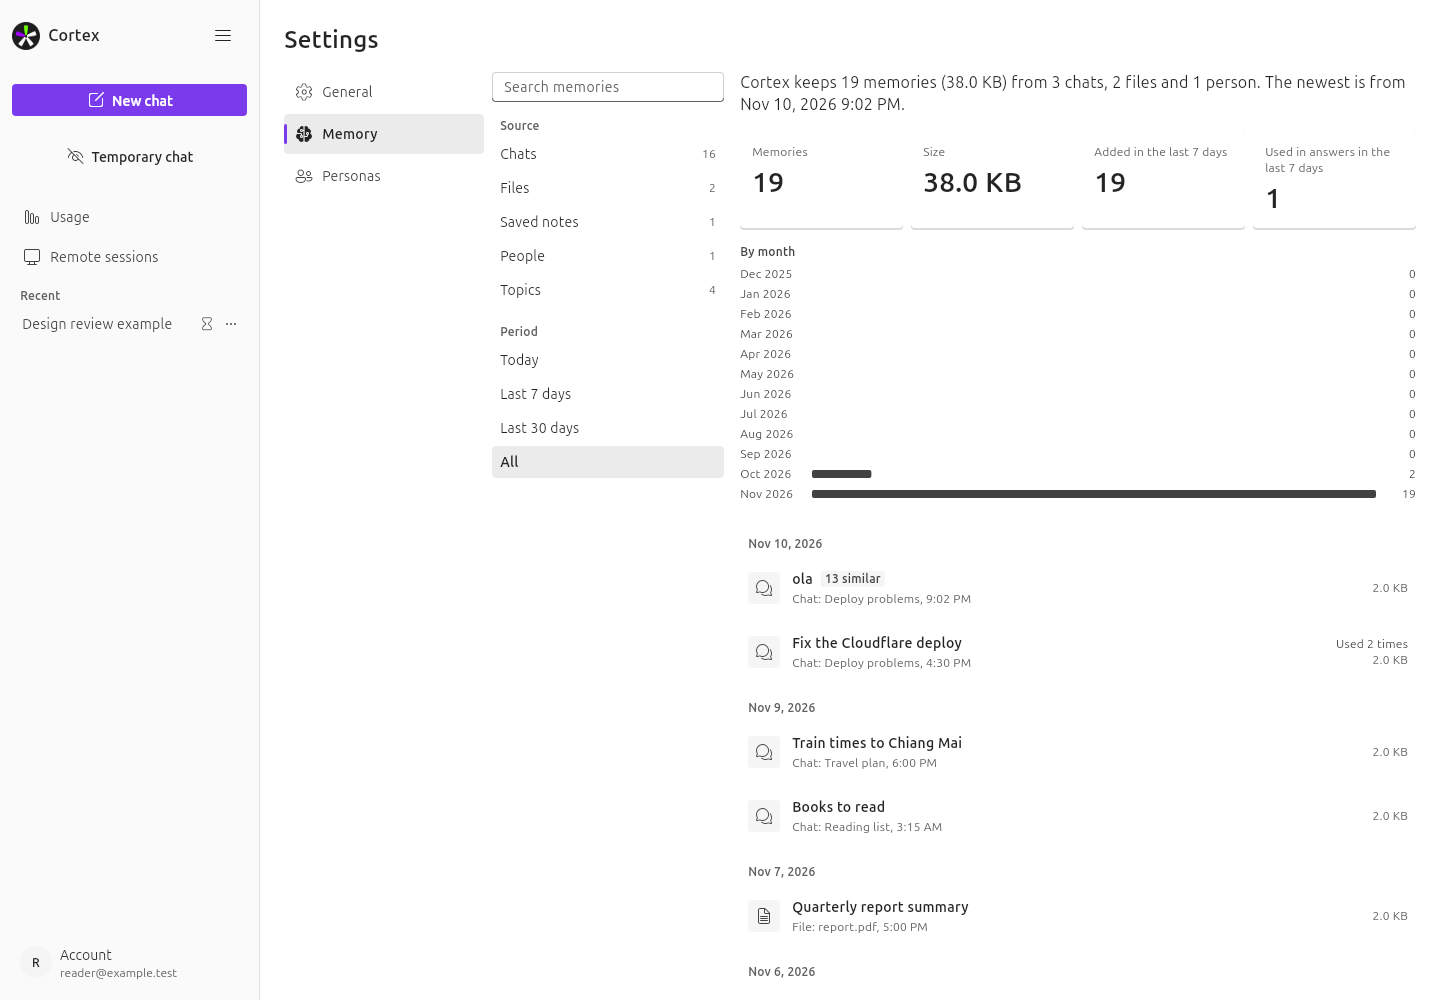 Cortex
New chat
Temporary chat
Usage
Remote sessions
Recent
Design review example
R
Account
reader@example.test
Settings
General
Memory
Personas
Search memories
Source
Chats 16
Files 2
Saved notes 1
People 1
Topics 4
Period
Today
Last 7 days
Last 30 days
All
Cortex keeps 19 memories (38.0 KB) from 3 chats, 2 files and 1 person. The newest is from
Nov 10, 2026 9:02 PM.
Memories
19
Size
38.0 KB
Added in the last 7 days
19
Used in answers in the
last 7 days
1
By month
Dec 2025 0
Jan 2026 0
Feb 2026 0
Mar 2026 0
Apr 2026 0
May 2026 0
Jun 2026 0
Jul 2026 0
Aug 2026 0
Sep 2026 0
Oct 2026 2
Nov 2026 19
Nov 10, 2026
ola 13 similar
Chat: Deploy problems, 9:02 PM
2.0 KB
Fix the Cloudflare deploy
Chat: Deploy problems, 4:30 PM
Used 2 times
2.0 KB
Nov 9, 2026
Train times to Chiang Mai
Chat: Travel plan, 6:00 PM
2.0 KB
Books to read
Chat: Reading list, 3:15 AM
2.0 KB
Nov 7, 2026
Quarterly report summary
File: report.pdf, 5:00 PM
2.0 KB
Nov 6, 2026